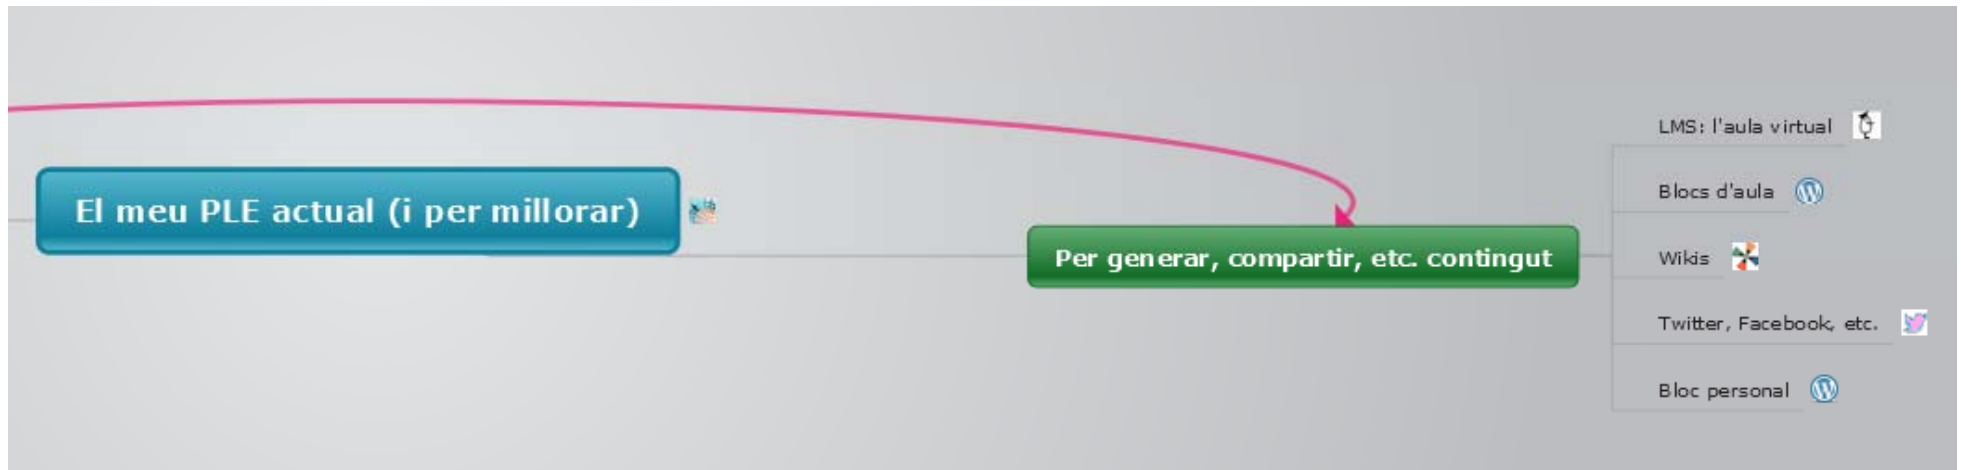 El meu PLE actual (i per millorar)
Per generar, compartir, etc. contingut
LMS: l'aula virtual
Blocs d'aula
Wikis
Twitter, Facebook, etc.
Bloc personal